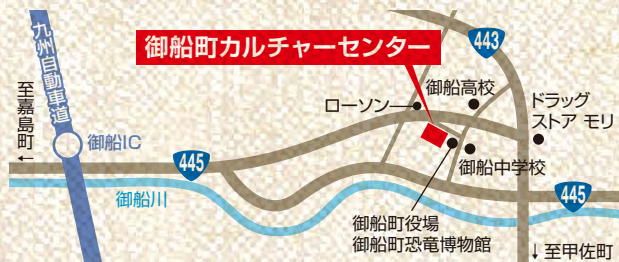 九州自動車道
至嘉島町
←
御船IC
御船町カルチャーセンター
443
ローソン
御船高校
ドラッグ
ストア モリ
445
御船中学校
御船川
445
御船町役場
御船町恐竜博物館
↓至甲佐町